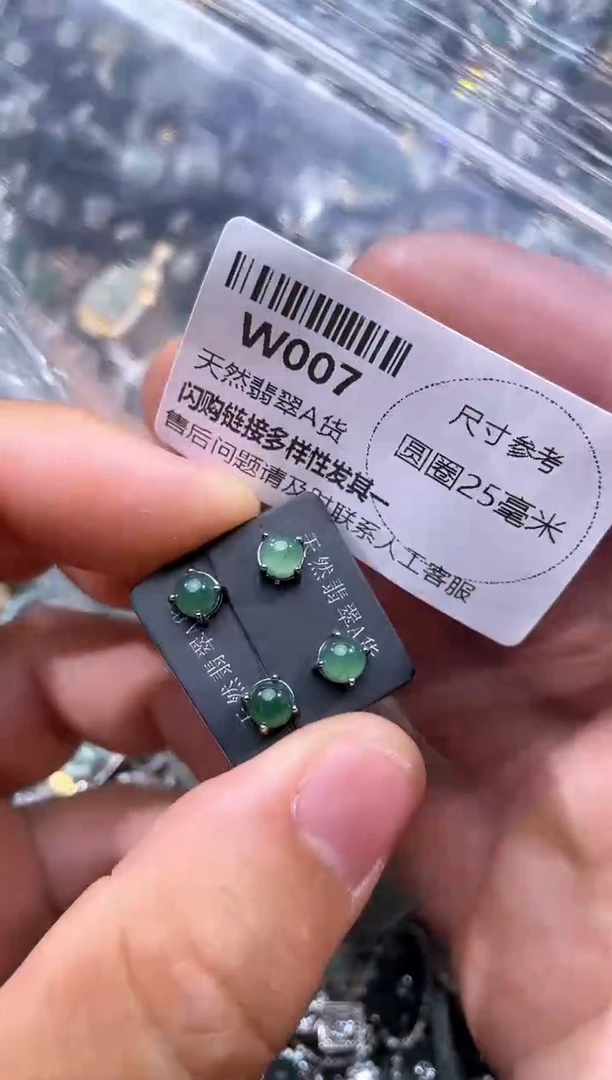 W007
天然翡翠A货
闪购链接多样性发其一
售后问题请及时联系人工客服
尺寸参考
圆圈25毫米
天然翡翠A货